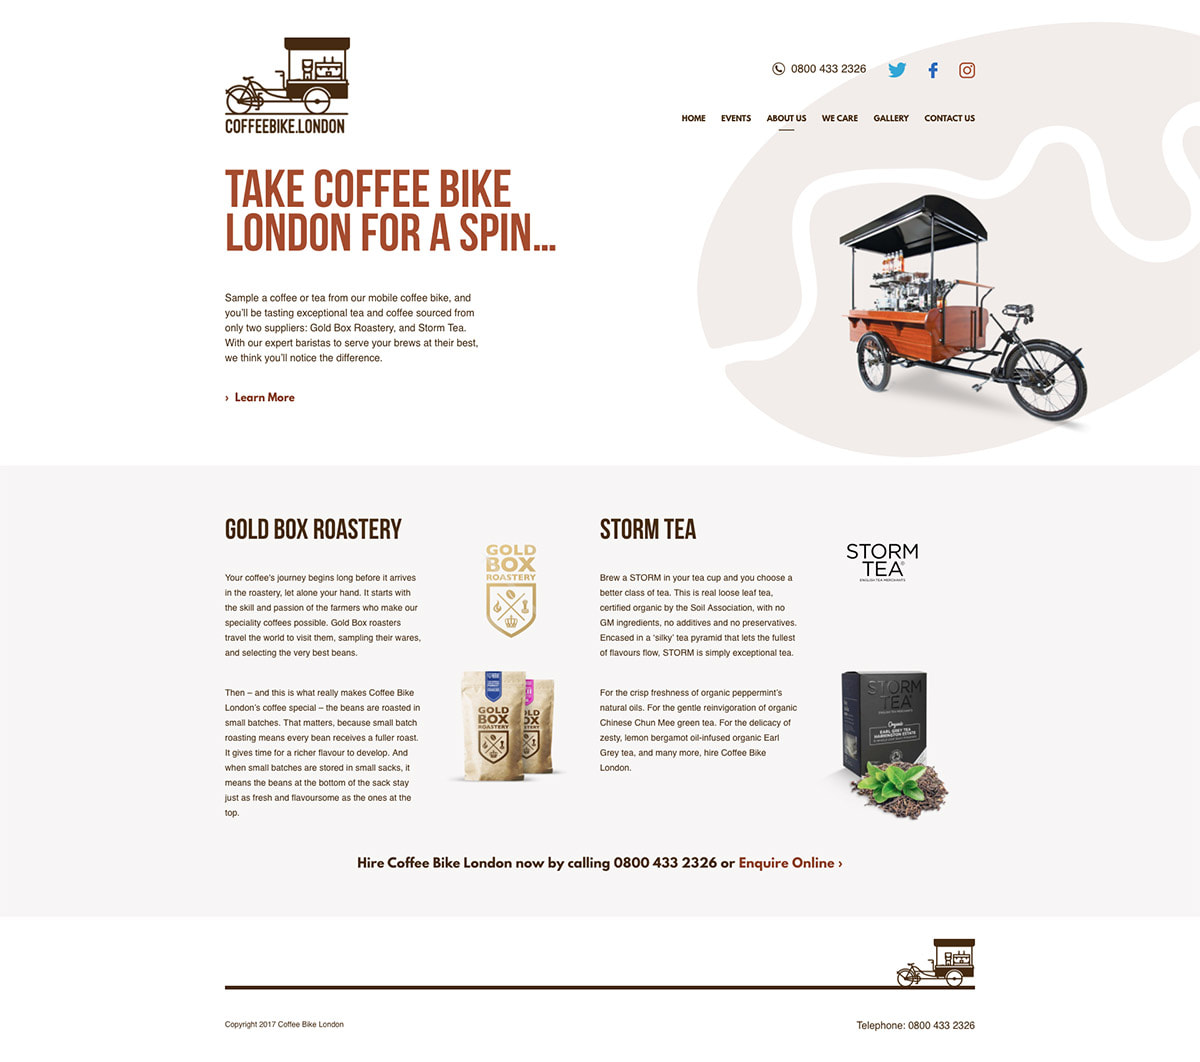 COFFEEBIKE.LONDON
0800 433 2326
HOME EVENTS ABOUT US WE CARE GALLERY CONTACT US
TAKE COFFEE BIKE
LONDON FOR A SPIN...
Sample a coffee or tea from our mobile coffee bike, and
you'll be tasting exceptional tea and coffee sourced from
only two suppliers: Gold Box Roastery, and Storm Tea.
With our expert baristas to serve your brews at their best,
we think you'll notice the difference.
› Learn More
GOLD BOX ROASTERY
Your coffee's journey begins long before it arrives
in the roastery, let alone your hand. It starts with
the skill and passion of the farmers who make our
speciality coffees possible. Gold Box roasters
travel the world to visit them, sampling their wares,
and selecting the very best beans.
Then – and this is what really makes Coffee Bike
London's coffee special – the beans are roasted in
small batches. That matters, because small batch
roasting means every bean receives a fuller roast.
It gives time for a richer flavour to develop. And
when small batches are stored in small sacks, it
means the beans at the bottom of the sack stay
just as fresh and flavoursome as the ones at the
top.
GOLD
BOX
ROASTERY
GOLD
BOX
ROASTERY
STORM TEA
Brew a STORM in your tea cup and you choose a
better class of tea. This is real loose leaf tea,
certified organic by the Soil Association, with no
GM ingredients, no additives and no preservatives.
Encased in a 'silky' tea pyramid that lets the fullest
of flavours flow, STORM is simply exceptional tea.
For the crisp freshness of organic peppermint's
natural oils. For the gentle reinvigoration of organic
Chinese Chun Mee green tea. For the delicacy of
zesty, lemon bergamot oil-infused organic Earl
Grey tea, and many more, hire Coffee Bike
London.
STORM
TEA®
ENGLISH TEA MERCHANTS
STORM
TEA
Organic
EARL GREY TEA
Hire Coffee Bike London now by calling 0800 433 2326 or Enquire Online ›
Copyright 2017 Coffee Bike London
Telephone: 0800 433 2326